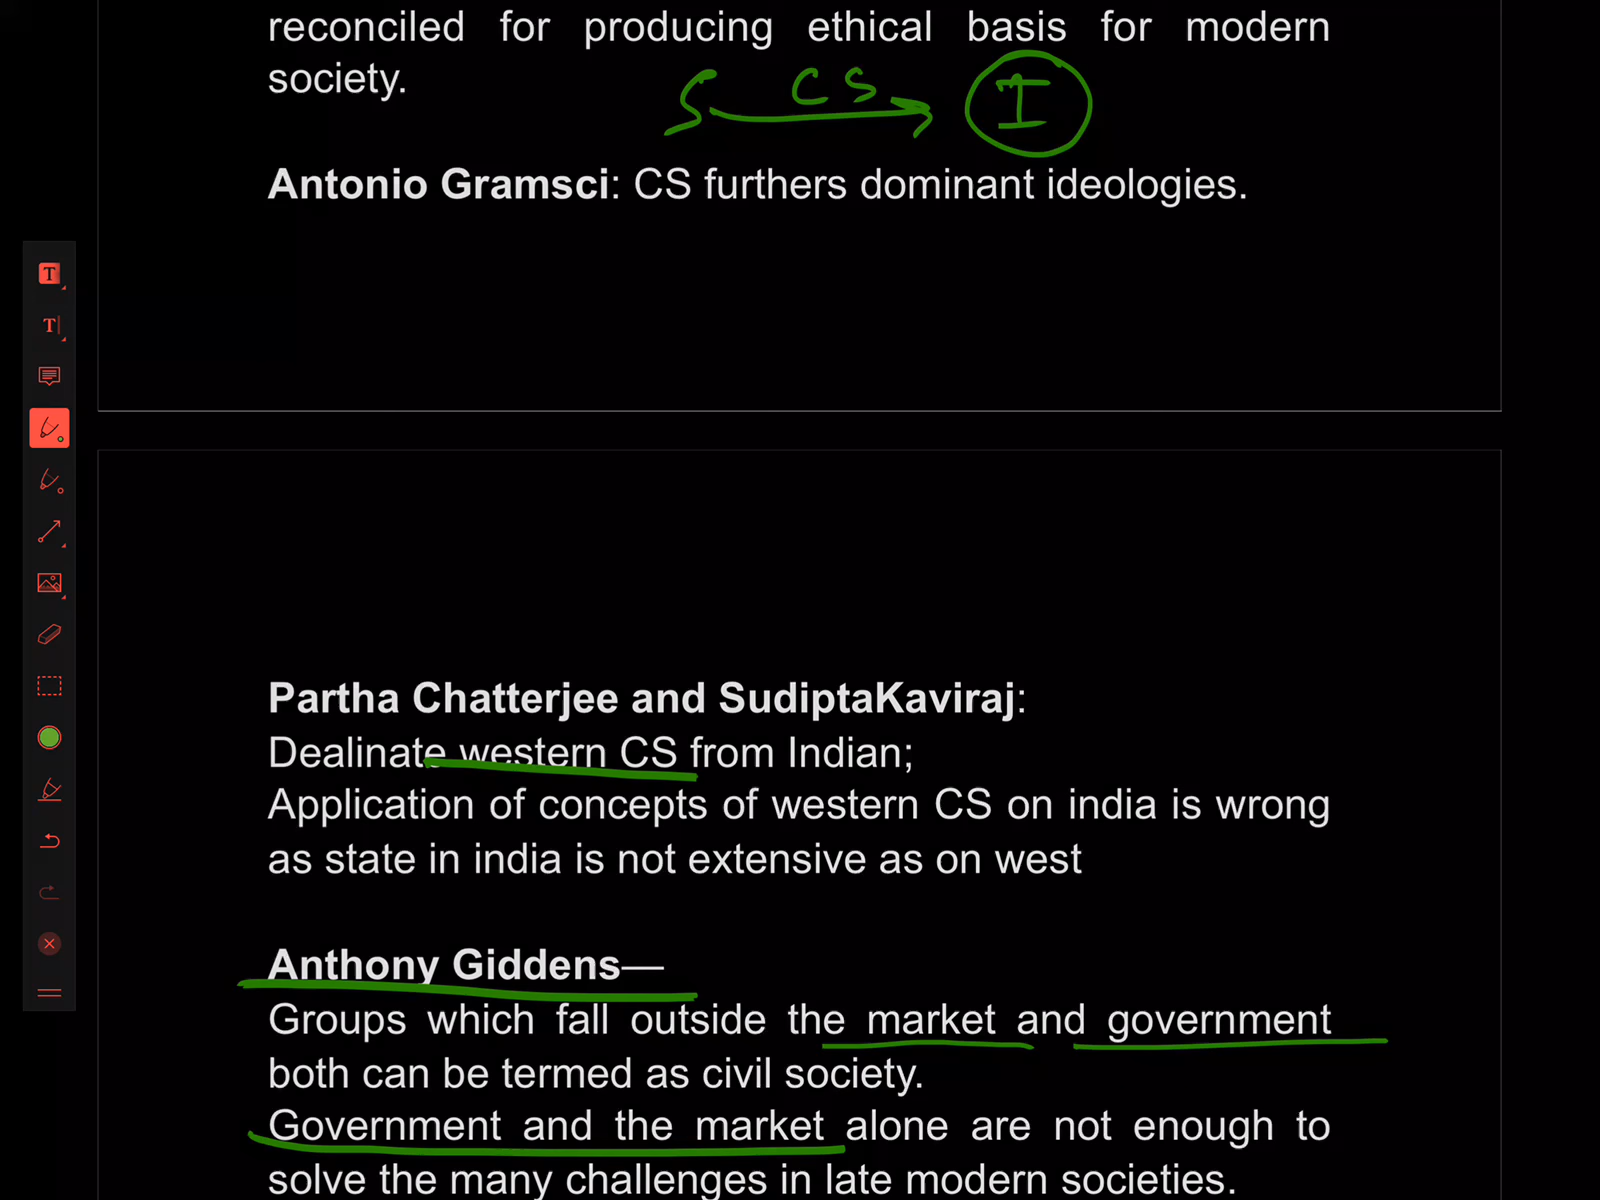 reconciled for producing ethical basis for modern
society.
S CS I
Antonio Gramsci: CS furthers dominant ideologies.
Partha Chatterjee and SudiptaKaviraj:
Dealinate western CS from Indian;
Application of concepts of western CS on india is wrong
as state in india is not extensive as on west
Anthony Giddens—
Groups which fall outside the market and government
both can be termed as civil society.
Government and the market alone are not enough to
solve the many challenges in late modern societies.